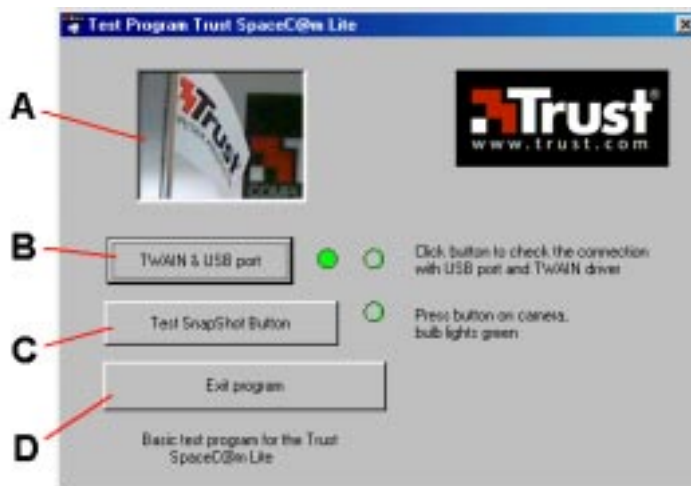 Test Program Trust SpaceC@m Lite
A
Trust
Trust
www.trust.com
B
TWAIN & USB port
Click button to check the connection
with USB port and TWAIN driver
C
Test SnapShot Button
Press button on camera,
bulb lights green
D
Exit program
Basic test program for the Trust
SpaceC@m Lite